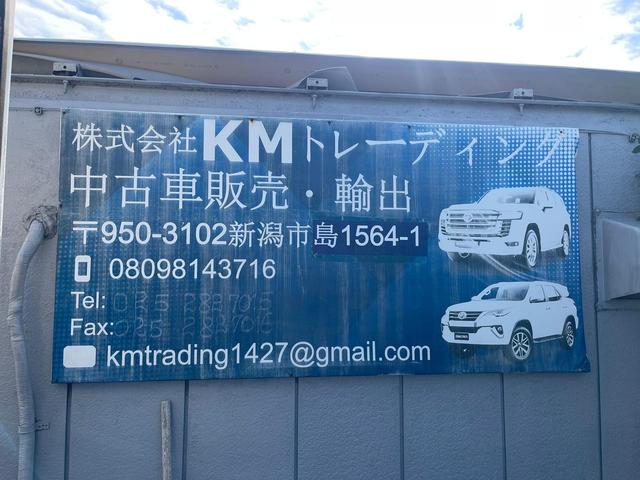 株式会社KMトレーディング
中古車販売・輸出
〒950-3102新潟市島1564-1
08098143716
Tel:
Fax:
kmtrading1427@gmail.com